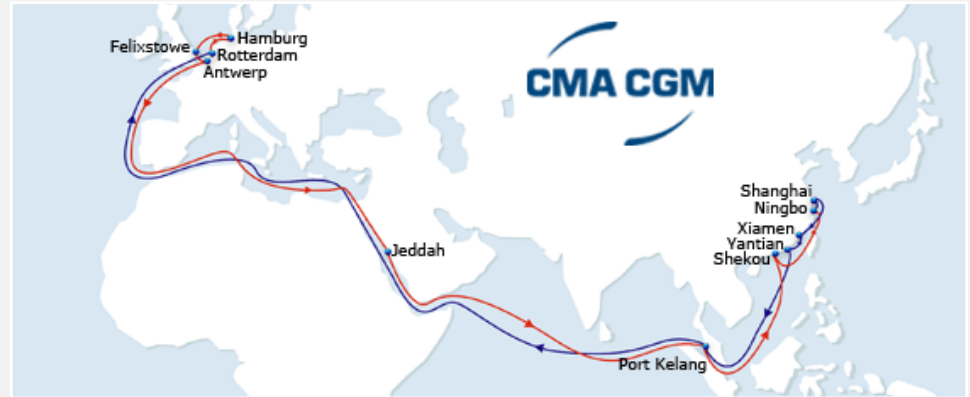 Felixstowe
Hamburg
Rotterdam
Antwerp
CMA CGM
Shanghai
Ningbo
Xiamen
Yantian
Shekou
Jeddah
Port Kelang